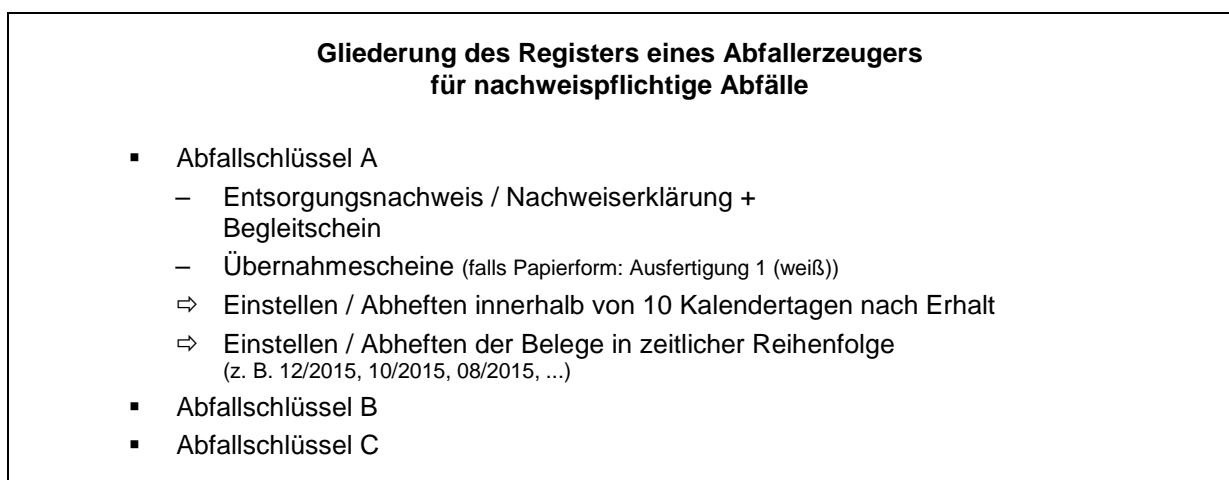 Gliederung des Registers eines Abfallerzeugers
für nachweispflichtige Abfälle
▪ Abfallschlüssel A
– Entsorgungsnachweis / Nachweiserklärung +
Begleitschein
– Übernahmescheine (falls Papierform: Ausfertigung 1 (weiß))
⇨ Einstellen / Abheften innerhalb von 10 Kalendertagen nach Erhalt
⇨ Einstellen / Abheften der Belege in zeitlicher Reihenfolge
(z. B. 12/2015, 10/2015, 08/2015, ...)
▪ Abfallschlüssel B
▪ Abfallschlüssel C